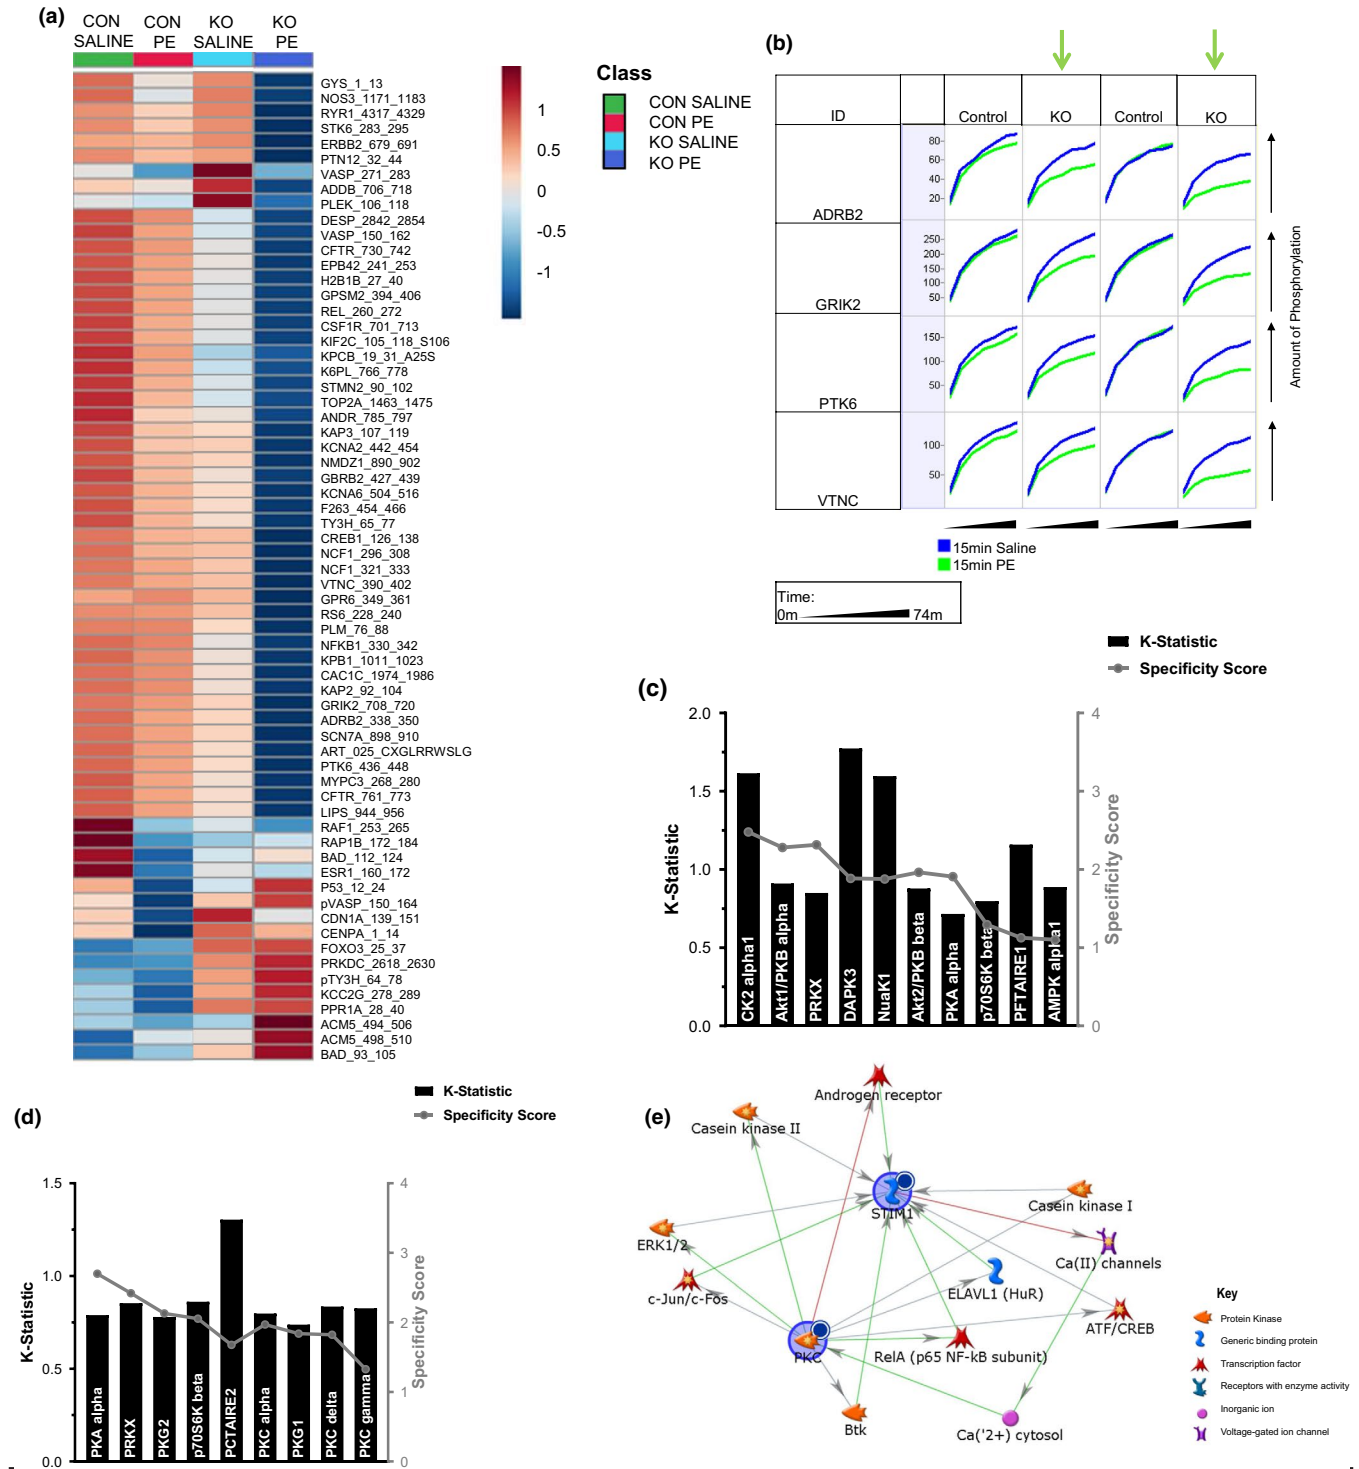 (a)
CON SALINE
CON PE
KO SALINE
KO PE
GYS_1_13
NOS3_1171_1183
RYR1_4317_4329
STK6_283_295
ERBB2_679_691
PTN12_32_44
VASP_271_283
ADDB_706_718
PLEK_106_118
DESP_2842_2854
VASP_150_162
CFTR_730_742
EPB42_241_253
H2B1B_27_40
GPSM2_394_406
REL_260_272
CSF1R_701_713
KIF2C_105_118_S106
KPCB_19_31_A25S
K6PL_766_778
STMN2_90_102
TOP2A_1463_1475
ANDR_785_797
KAP3_107_119
KCNA2_442_454
NMDZ1_890_902
GBRB2_427_439
KCNA6_504_516
F263_454_466
TY3H_65_77
CREB1_126_138
NCF1_296_308
NCF1_321_333
VTNC_390_402
GPR6_349_361
RS6_228_240
PLM_76_88
NFKB1_330_342
KPB1_1011_1023
CAC1C_1974_1986
KAP2_92_104
GRIK2_708_720
ADRB2_338_350
SCN7A_898_910
ART_025_CXGLRRWSLG
PTK6_436_448
MYPC3_268_280
CFTR_761_773
LIPS_944_956
RAF1_253_265
RAP1B_172_184
BAD_112_124
ESR1_160_172
P53_12_24
pVASP_150_164
CDN1A_139_151
CENPA_1_14
FOXO3_25_37
PRKDC_2618_2630
pTY3H_64_78
KCC2G_278_289
PPR1A_28_40
ACM5_494_506
ACM5_498_510
BAD_93_105
1
0.5
0
-0.5
-1
Class
CON SALINE
CON PE
KO SALINE
KO PE
(b)
ID
Control
KO
Control
KO
80
60
40
20
ADRB2
250
200
150
100
50
GRIK2
150
100
50
PTK6
100
50
VTNC
Amount of Phosphorylation
15min Saline
15min PE
Time:
0m
74m
(c)
K-Statistic
Specificity Score
2.0
1.5
1.0
0.5
0.0
K-Statistic
4
3
2
1
0
Specificity Score
CK2 alpha1
Akt1/PKB alpha
PRKX
DAPK3
NuaK1
Akt2/PKB beta
PKA alpha
p70S6K beta
PFTAIRE1
AMPK alpha1
(d)
K-Statistic
Specificity Score
1.5
1.0
0.5
0.0
K-Statistic
4
3
2
1
0
Specificity Score
PKA alpha
PRKX
PKG2
p70S6K beta
PCTAIRE2
PKC alpha
PKG1
PKC delta
PKC gamma
(e)
Androgen receptor
Casein kinase II
STIM1
Casein kinase I
ERK1/2
Ca(II) channels
c-Jun/c-Fos
ELAVL1 (HuR)
ATF/CREB
PKC
RelA (p65 NF-kB subunit)
Btk
Ca('2+) cytosol
Key
Protein Kinase
Generic binding protein
Transcription factor
Receptors with enzyme activity
Inorganic ion
Voltage-gated ion channel